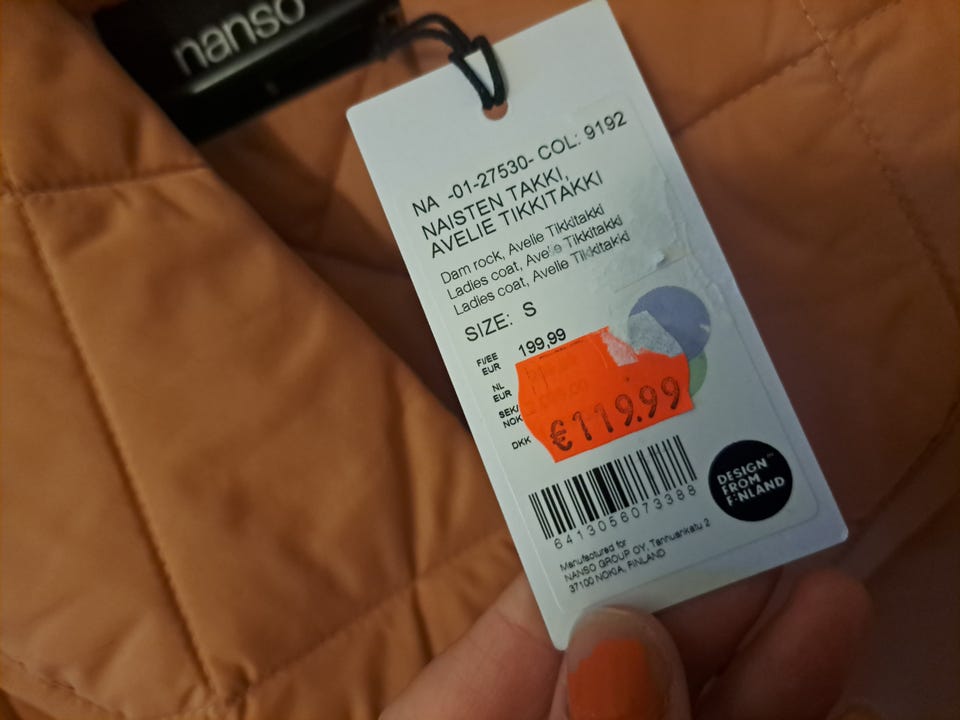 nanso
NA -01-27530- COL: 9192
NAISTEN TAKKI,
AVELIE TIKKITAKKI
Dam rock, Avelie Tikkitakki
Ladies coat, Avelie Tikkitakki
Ladies coat, Avelie Tikkitakki
SIZE: S
FI/EE 199,99
EUR
NL
EUR
SEK/
NOK
DKK
€119.99
6413056073388
DESIGN
FROM
FINLAND
Manufactured for
NANSO GROUP OY, Tannuankatu 2
37100 NOKIA, FINLAND